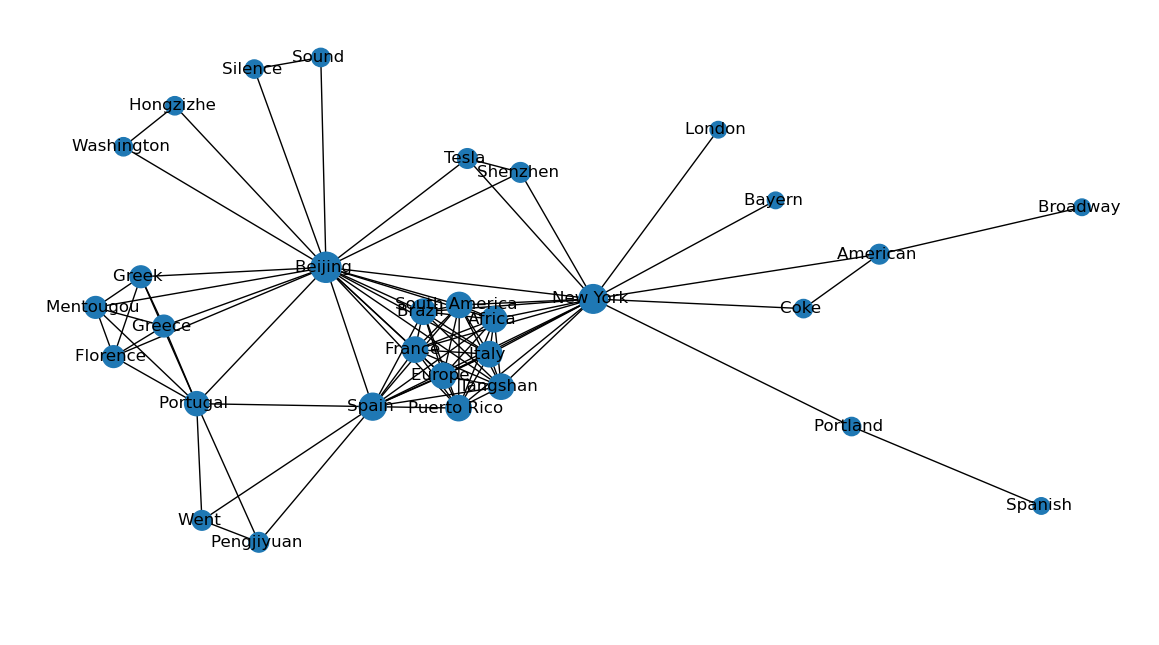 Sound
Silence
Hongzizhe
London
Washington
Tesla
Shenzhen
Bayern
Broadway
American
Beijing
Greek
New York
South America
Mentougou
Coke
Brazil
Africa
Greece
France
Italy
Florence
Europe
Tangshan
Portugal
Spain
Puerto Rico
Portland
Spanish
Went
Pengjiyuan